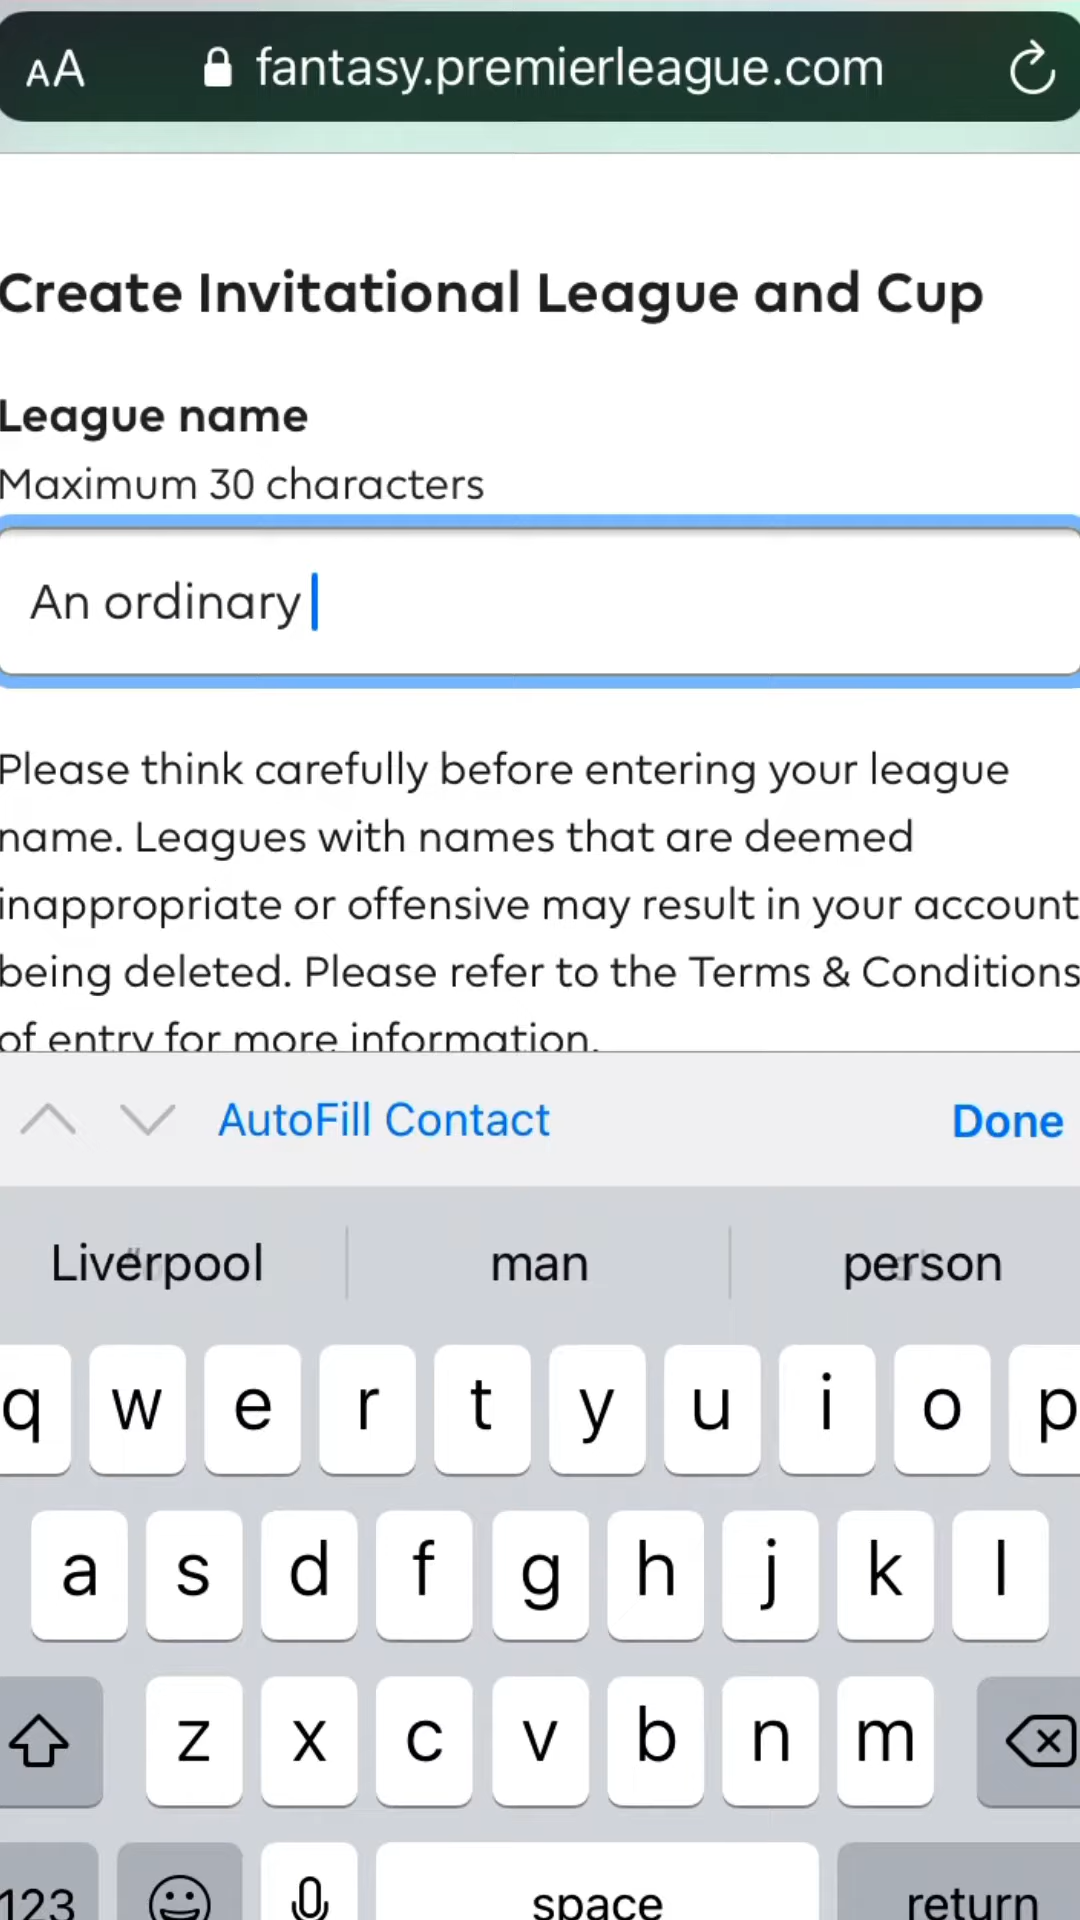 AA fantasy.premierleague.com
Create Invitational League and Cup
League name
Maximum 30 characters
An ordinary
Please think carefully before entering your league
name. Leagues with names that are deemed
inappropriate or offensive may result in your account
being deleted. Please refer to the Terms & Conditions
of entry for more information.
AutoFill Contact Done
Liverpool man person
q w e r t y u i o p
a s d f g h j k l
z x c v b n m
123 space return